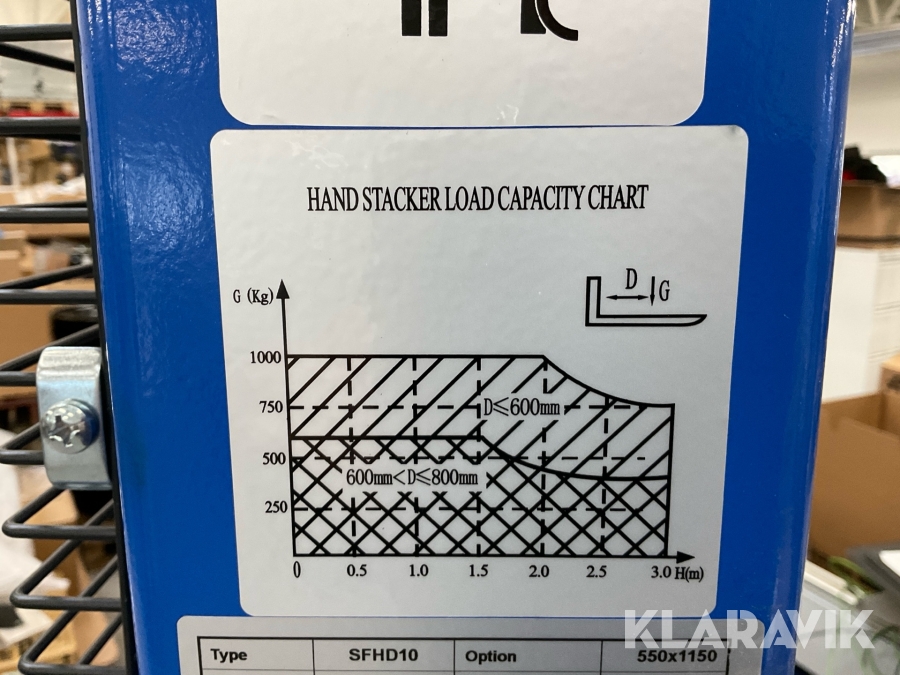 HAND STACKER LOAD CAPACITY CHART
D
G
G (Kg)
1000
750
500
250
D≤600mm
600mm<D≤800mm
0 0.5 1.0 1.5 2.0 2.5 3.0 H(m)
KLARAVIK
Type SFHD10 Option 550x1150